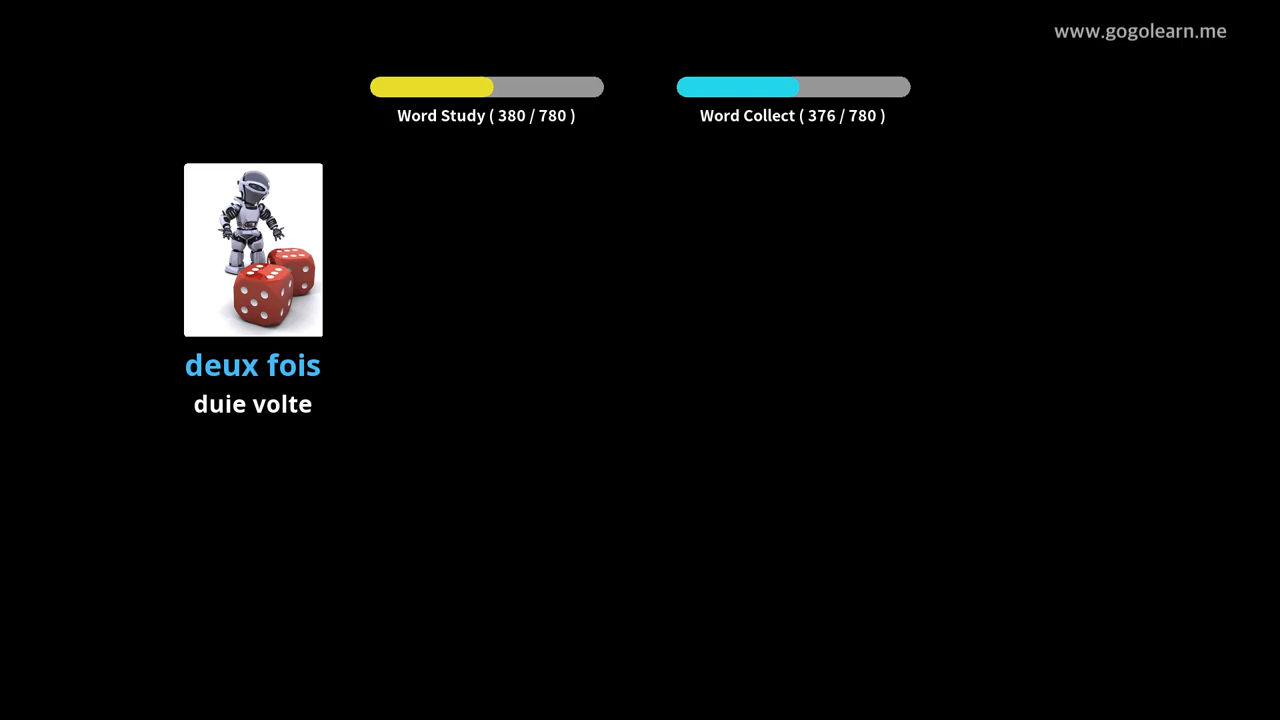 www.gogolearn.me
Word Study ( 380 / 780 )
Word Collect ( 376 / 780 )
deux fois
duie volte